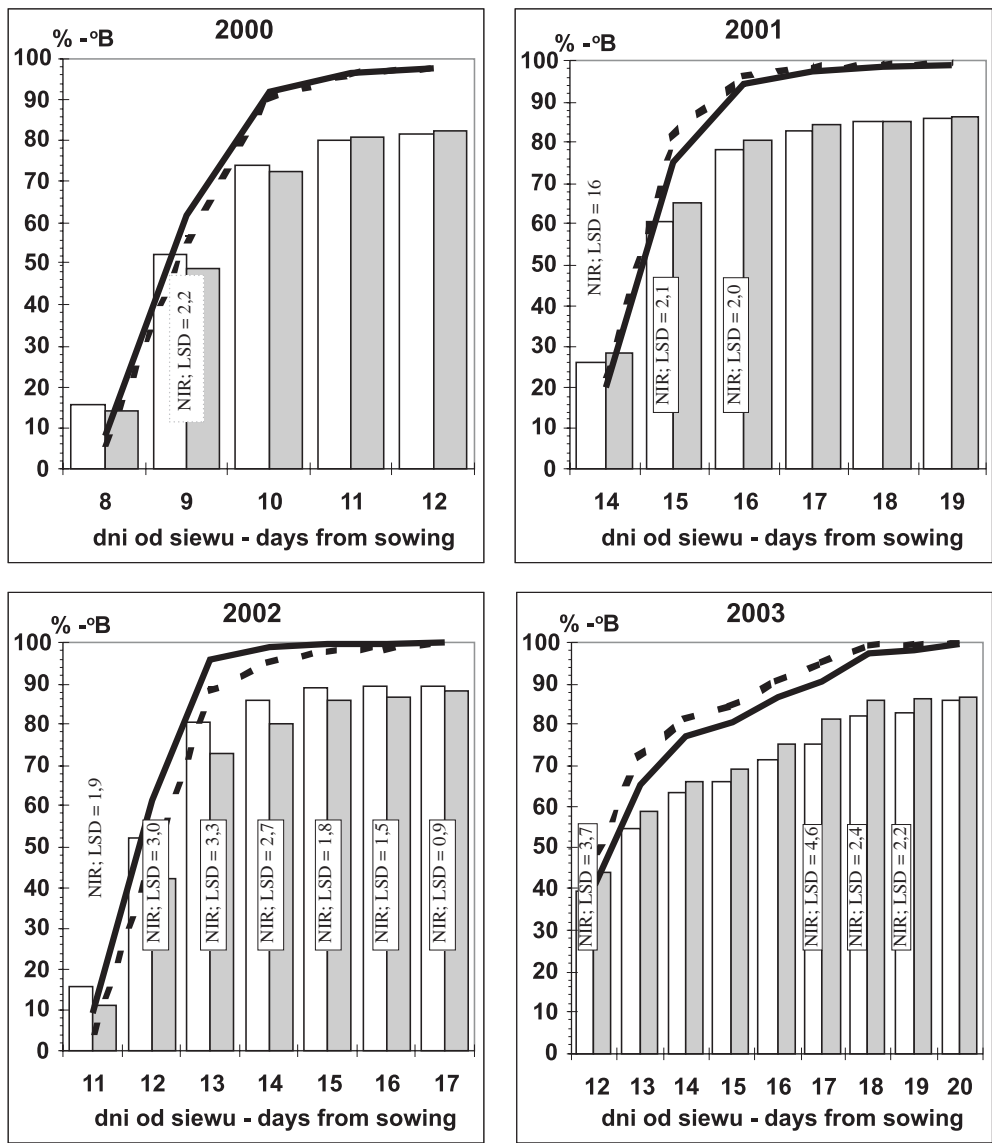 2000
% -ºB
100
90
80
70
60
50
40
30
20
10
0
NIR; LSD = 2,2
8 9 10 11 12
dni od siewu - days from sowing
2001
% -ºB
100
90
80
70
60
50
40
30
20
10
0
NIR; LSD = 16
NIR; LSD = 2,1
NIR; LSD = 2,0
14 15 16 17 18 19
dni od siewu - days from sowing
2002
% -ºB
100
90
80
70
60
50
40
30
20
10
0
NIR; LSD = 1,9
NIR; LSD = 3,0
NIR; LSD = 3,3
NIR; LSD = 2,7
NIR; LSD = 1,8
NIR; LSD = 1,5
NIR; LSD = 0,9
11 12 13 14 15 16 17
dni od siewu - days from sowing
2003
% -ºB
100
90
80
70
60
50
40
30
20
10
0
NIR; LSD = 3,7
NIR; LSD = 4,6
NIR; LSD = 2,4
NIR; LSD = 2,2
12 13 14 15 16 17 18 19 20
dni od siewu - days from sowing